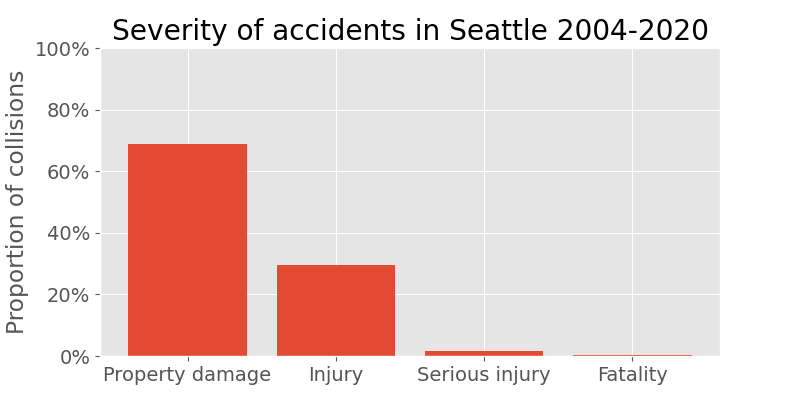 Severity of accidents in Seattle 2004-2020
Proportion of collisions
100%
80%
60%
40%
20%
0%
Property damage
Injury
Serious injury
Fatality